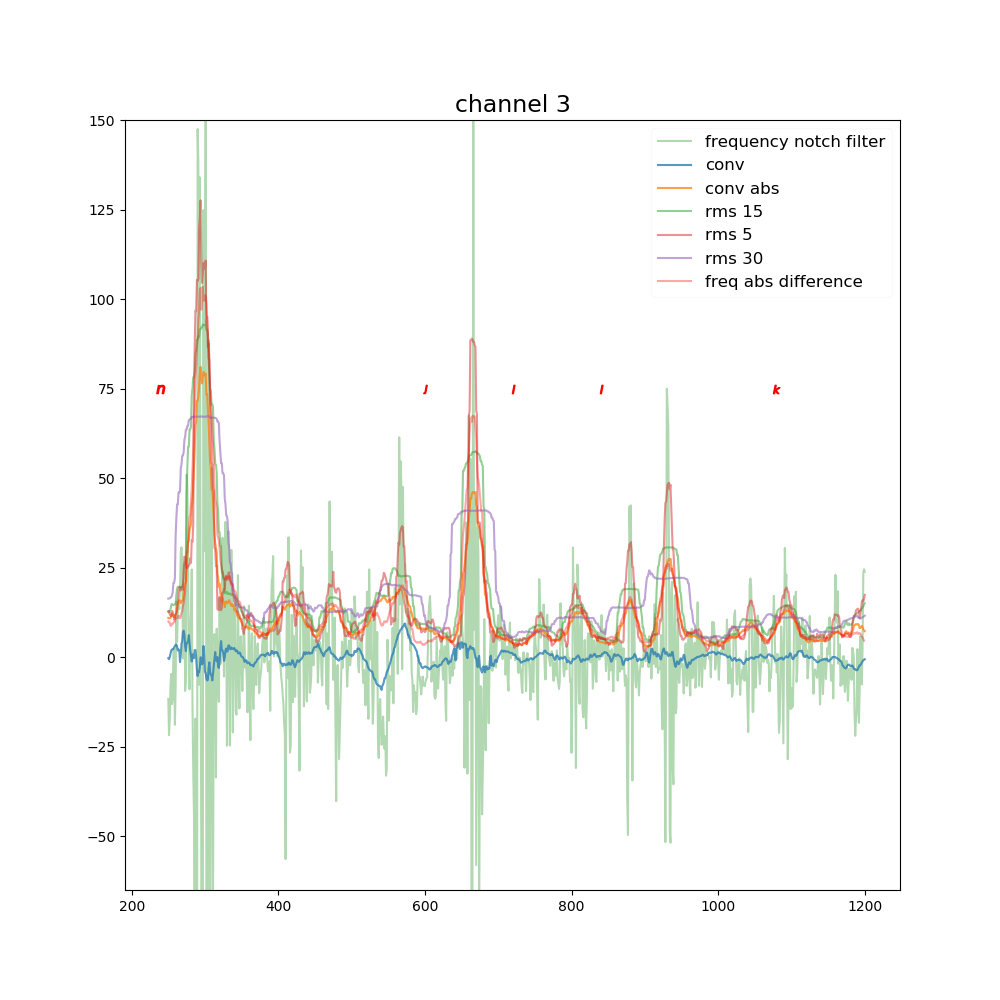 channel 3
150
125
100
75
50
25
0
−25
−50
frequency notch filter
conv
conv abs
rms 15
rms 5
rms 30
freq abs difference
n J I I k
200 400 600 800 1000 1200